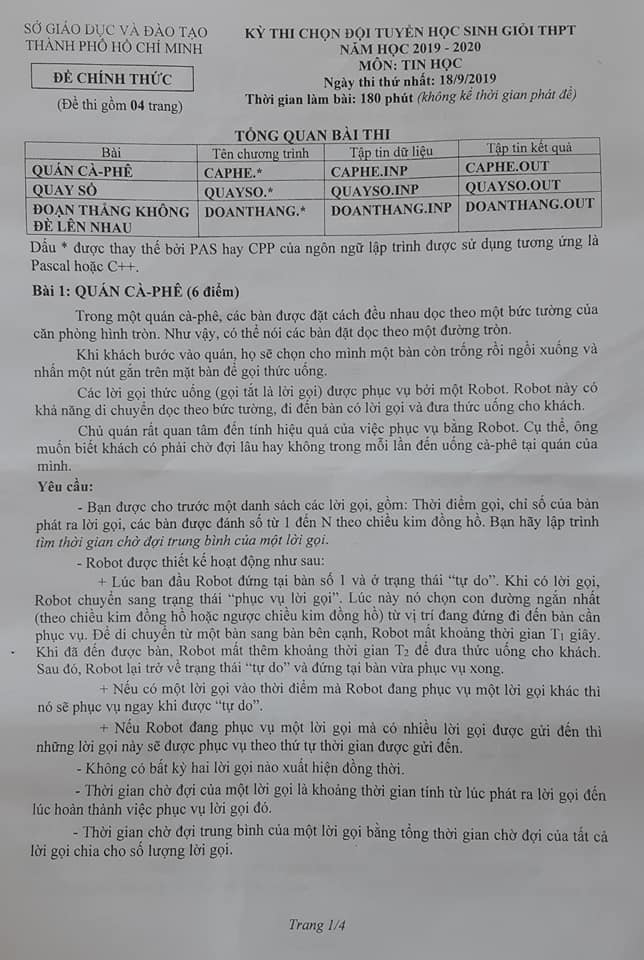 SỞ GIÁO DỤC VÀ ĐÀO TẠO
THÀNH PHỐ HỒ CHÍ MINH
ĐỀ CHÍNH THỨC
(Đề thi gồm 04 trang)
KỲ THI CHỌN ĐỘI TUYỂN HỌC SINH GIỎI THPT
NĂM HỌC 2019 - 2020
MÔN: TIN HỌC
Ngày thi thứ nhất: 18/9/2019
Thời gian làm bài: 180 phút (không kể thời gian phát đề)
TỔNG QUAN BÀI THI
Bài Tên chương trình Tập tin dữ liệu Tập tin kết quả
QUÁN CÀ-PHÊ CAPHE.* CAPHE.INP CAPHE.OUT
QUAY SỐ QUAYSO.* QUAYSO.INP QUAYSO.OUT
ĐOẠN THẲNG KHÔNG DOANTHANG.* DOANTHANG.INP DOANTHANG.OUT
ĐÈ LÊN NHAU
Dấu * được thay thế bởi PAS hay CPP của ngôn ngữ lập trình được sử dụng tương ứng là
Pascal hoặc C++.
Bài 1: QUÁN CÀ-PHÊ (6 điểm)
Trong một quán cà-phê, các bàn được đặt cách đều nhau dọc theo một bức tường của
căn phòng hình tròn. Như vậy, có thể nói các bàn đặt dọc theo một đường tròn.
Khi khách bước vào quán, họ sẽ chọn cho mình một bàn còn trống rồi ngồi xuống và
nhấn một nút gắn trên mặt bàn để gọi thức uống.
Các lời gọi thức uống (gọi tắt là lời gọi) được phục vụ bởi một Robot. Robot này có
khả năng di chuyển dọc theo bức tường, đi đến bàn có lời gọi và đưa thức uống cho khách.
Chủ quán rất quan tâm đến tính hiệu quả của việc phục vụ bằng Robot. Cụ thể, ông
muốn biết khách có phải chờ đợi lâu hay không trong mỗi lần đến uống cà-phê tại quán của
mình.
Yêu cầu:
- Bạn được cho trước một danh sách các lời gọi, gồm: Thời điểm gọi, chỉ số của bàn
phát ra lời gọi, các bàn được đánh số từ 1 đến N theo chiều kim đồng hồ. Bạn hãy lập trình
tìm thời gian chờ đợi trung bình của một lời gọi.
- Robot được thiết kế hoạt động như sau:
+ Lúc ban đầu Robot đứng tại bàn số 1 và ở trạng thái “tự do”. Khi có lời gọi,
Robot chuyển sang trạng thái “phục vụ lời gọi”. Lúc này nó chọn con đường ngắn nhất
(theo chiều kim đồng hồ hoặc ngược chiều kim đồng hồ) từ vị trí đang đứng đi đến bàn cần
phục vụ. Để di chuyển từ một bàn sang bàn bên cạnh, Robot mất khoảng thời gian T₁ giây.
Khi đã đến được bàn, Robot mất thêm khoảng thời gian T₂ để đưa thức uống cho khách.
Sau đó, Robot lại trở về trạng thái “tự do” và đứng tại bàn vừa phục vụ xong.
+ Nếu có một lời gọi vào thời điểm mà Robot đang phục vụ một lời gọi khác thì
nó sẽ phục vụ ngay khi được “tự do”.
+ Nếu Robot đang phục vụ một lời gọi mà có nhiều lời gọi được gửi đến thì
những lời gọi này sẽ được phục vụ theo thứ tự thời gian được gửi đến.
- Không có bất kỳ hai lời gọi nào xuất hiện đồng thời.
- Thời gian chờ đợi của một lời gọi là khoảng thời gian tính từ lúc phát ra lời gọi đến
lúc hoàn thành việc phục vụ lời gọi đó.
- Thời gian chờ đợi trung bình của một lời gọi bằng tổng thời gian chờ đợi của tất cả
lời gọi chia cho số lượng lời gọi.
Trang 1/4